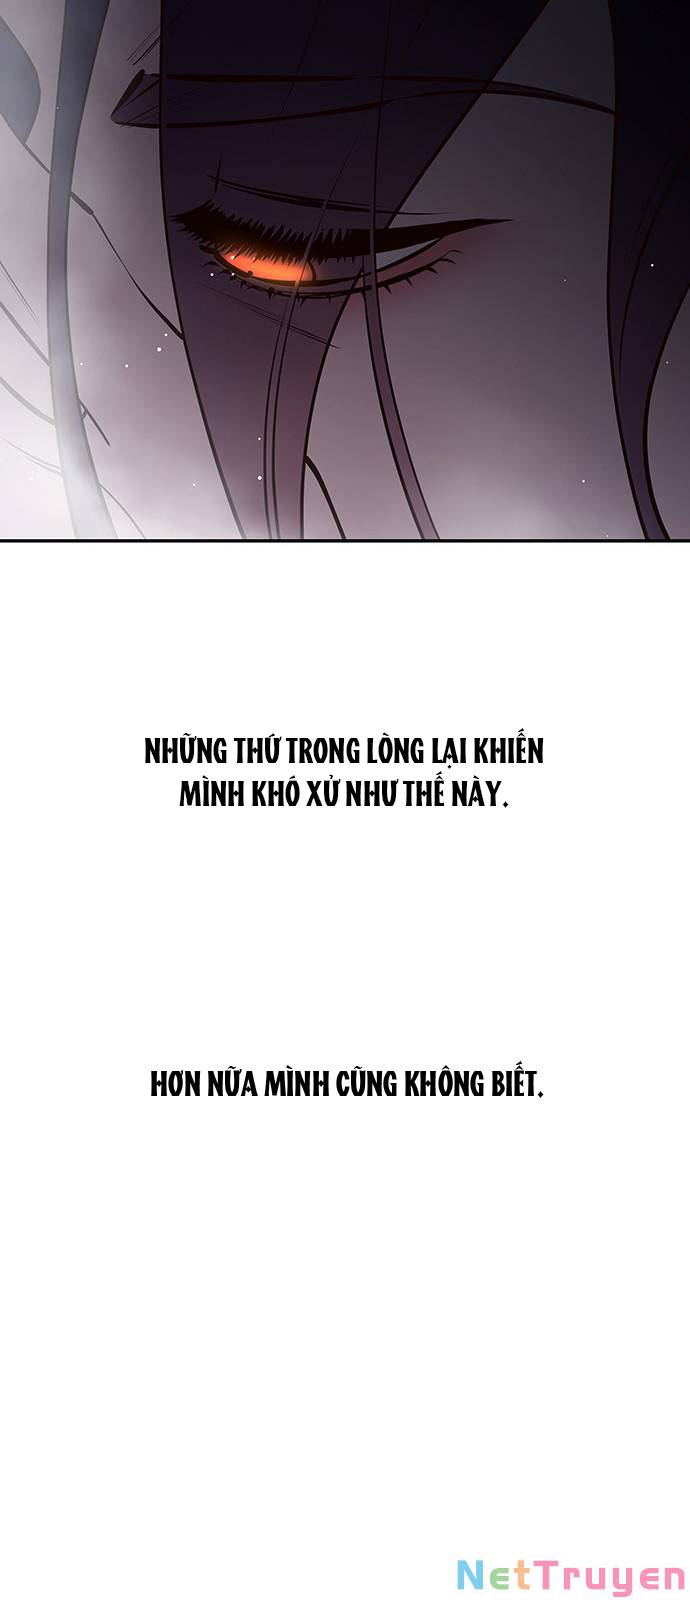 NHỮNG THỨ TRONG LÒNG LẠI KHIẾN
MÌNH KHÓ XỬ NHƯ THẾ NÀY.
HƠN NỮA MÌNH CŨNG KHÔNG BIẾT.
NetTruyen